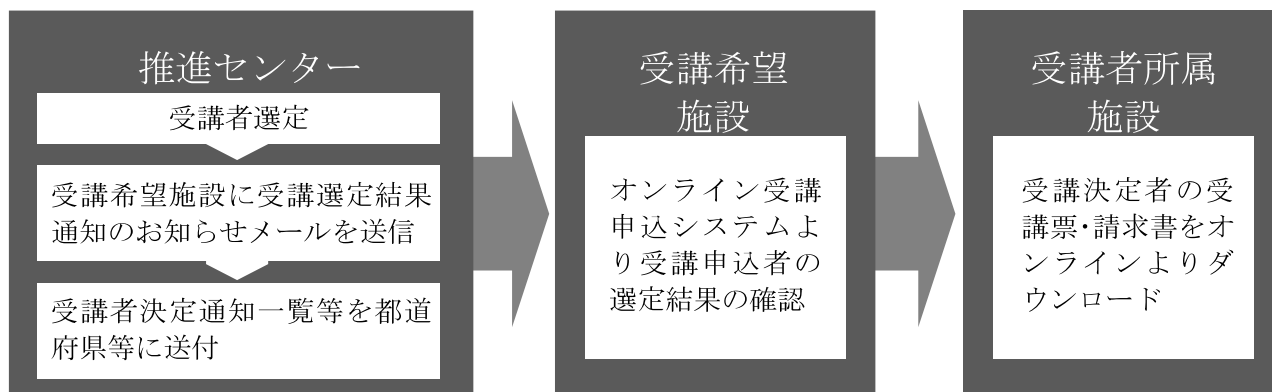 推進センター
受講者選定
受講希望施設に受講選定結果
通知のお知らせメールを送信
受講者決定通知一覧等を都道
府県等に送付
受講希望
施設
オンライン受講
申込システムよ
り受講申込者の
選定結果の確認
受講者所属
施設
受講決定者の受
講票・請求書をオ
ンラインよりダ
ウンロード